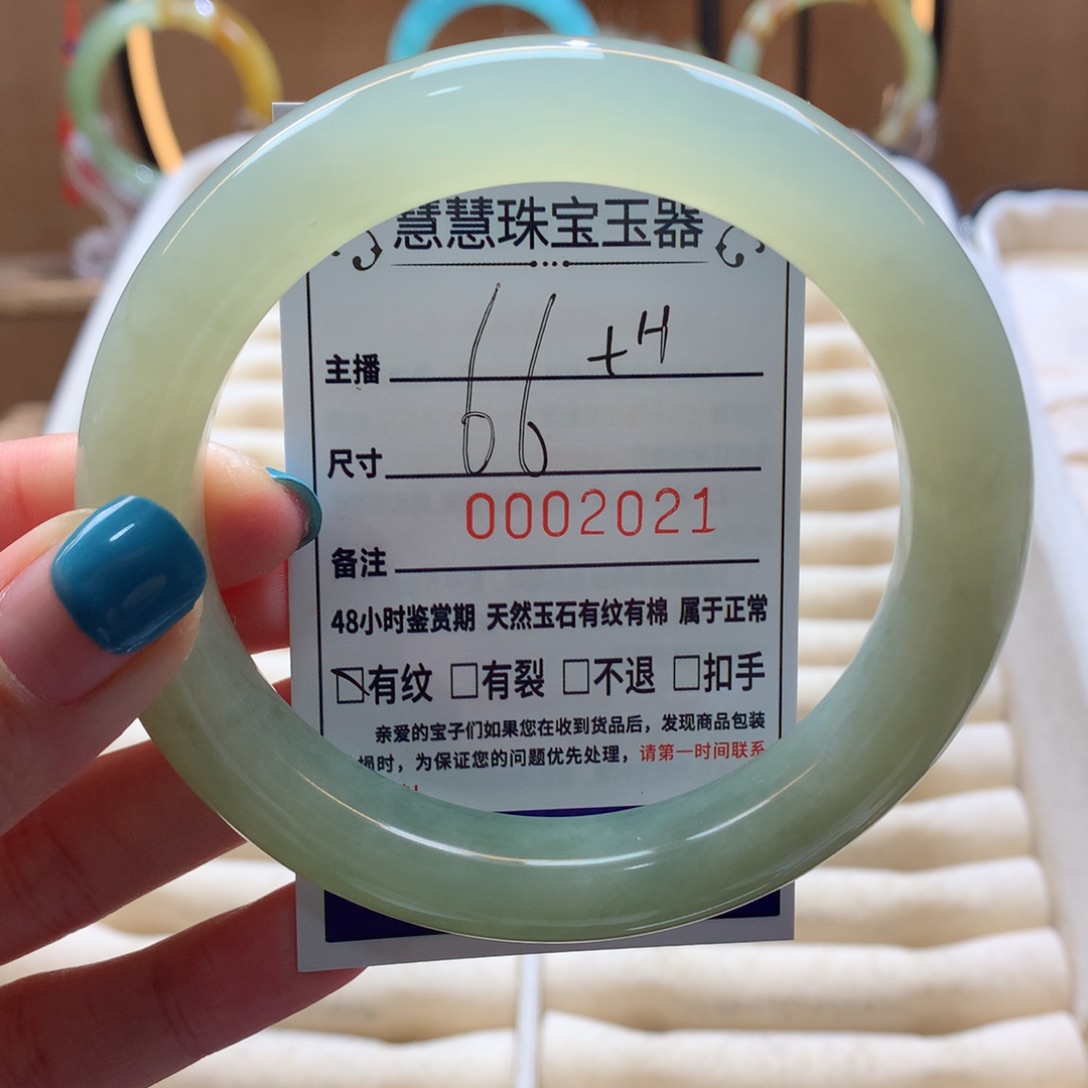 慧慧珠宝玉器
66 +H
主播
尺寸
0002021
备注
48小时鉴赏期 天然玉石有纹有棉 属于正常
有纹 □有裂 □不退 □扣手
亲爱的宝子们如果您在收到货品后，发现商品包装
损时，为保证您的问题优先处理，请第一时间联系